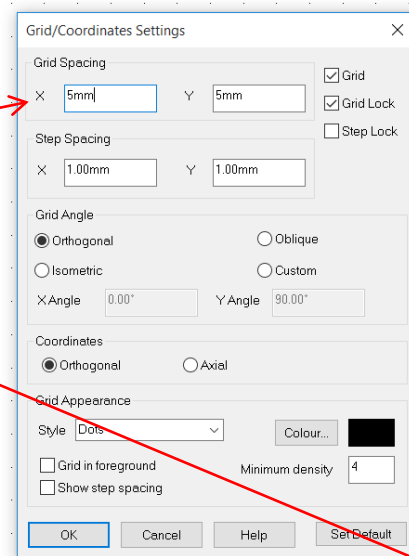 Grid/Coordinates Settings
Grid Spacing
X 5mm Y 5mm
Grid
Grid Lock
Step Lock
Step Spacing
X 1.00mm Y 1.00mm
Grid Angle
Orthogonal Oblique
Isometric Custom
X Angle 0.00° Y Angle 90.00°
Coordinates
Orthogonal Axial
Grid Appearance
Style Dots Colour...
Grid in foreground Minimum density 4
Show step spacing
OK Cancel Help Set Default